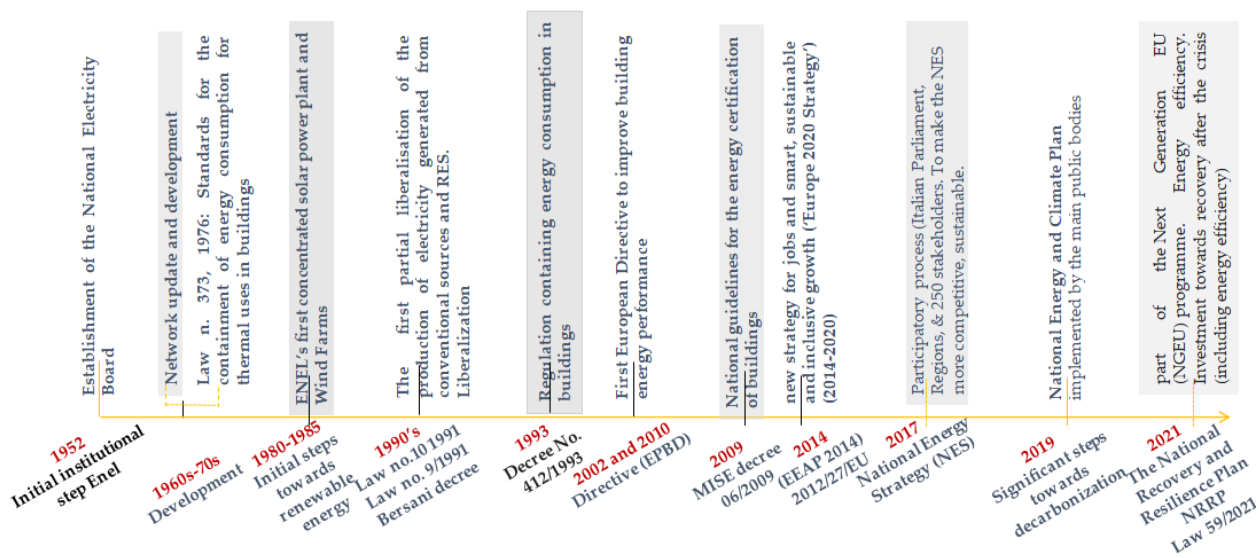 Establishment of the National Electricity
Board
Network update and development
Law n. 373, 1976: Standards for the
containment of energy consumption for
thermal uses in buildings
ENEL's first concentrated solar power plant and
Wind Farms
The first partial liberalisation of the
production of electricity generated from
conventional sources and RES.
Liberalization
Regulation containing energy consumption in
buildings
First European Directive to improve building
energy performance
National guidelines for the energy certification
of buildings
new strategy for jobs and smart, sustainable
and inclusive growth ('Europe 2020 Strategy')
(2014-2020)
Participatory process (Italian Parliament,
Regions, & 250 stakeholders. To make the NES
more competitive, sustainable.
National Energy and Climate Plan
implemented by the main public bodies
part of the Next Generation EU
(NGEU) programme. Energy efficiency.
Investment towards recovery after the crisis
(including energy efficiency)
1952
Initial institutional
step Enel
1960s-70s
Development
1980-1985
Initial steps
towards
renewable
energy
1990's
Law no.10 1991
Law no. 9/1991
Bersani decree
1993
Decree No.
412/1993
2002 and 2010
Directive (EPBD)
2009
MISE decree
06/2009
2014
(EEAP 2014)
2012/27/EU
2017
National Energy
Strategy (NES)
2019
Significant steps
towards
decarbonization
2021
The National
Recovery and
Resilience Plan
NRRP
Law 59/2021